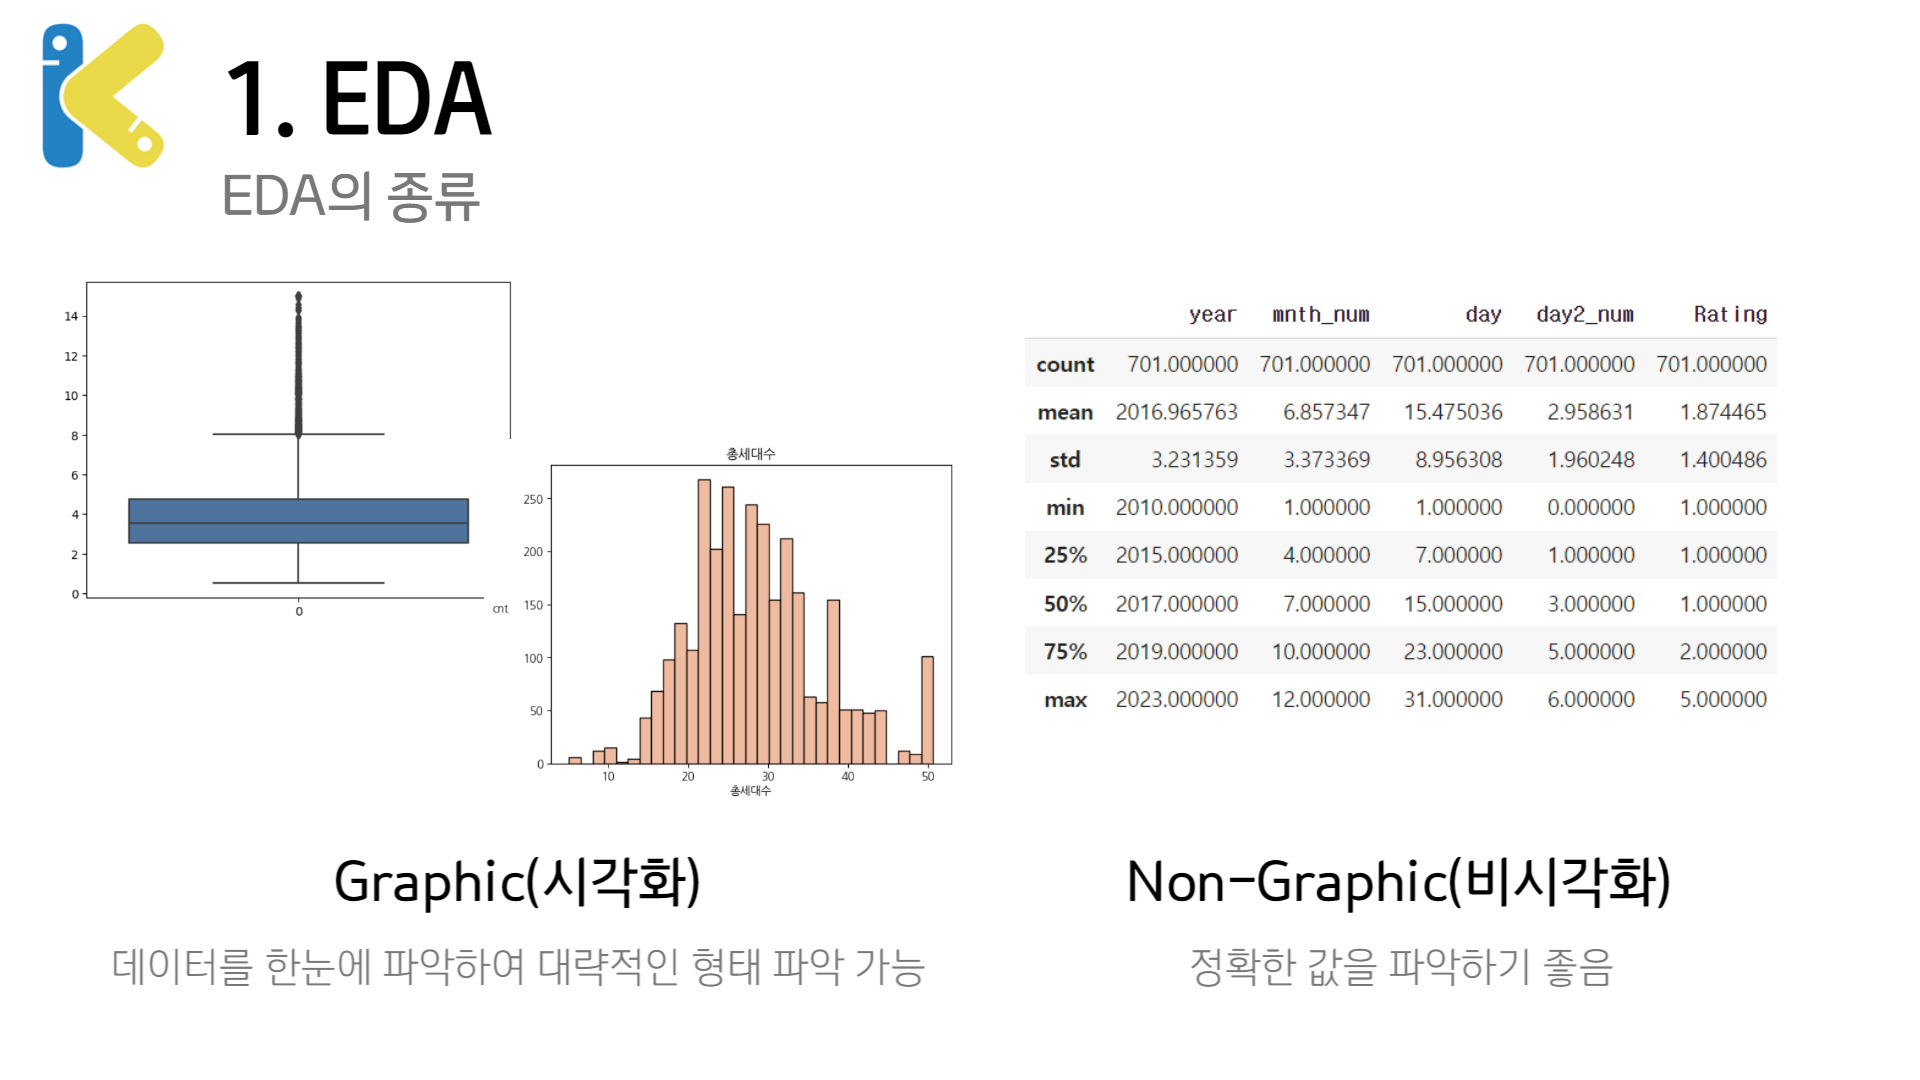 1. EDA
EDA의 종류
14
12
10
8
6
4
2
0
0
cnt
총세대수
250
200
150
100
50
0
10 20 30 40 50
총세대수
year mnth_num day day2_num Rating
count 701.000000 701.000000 701.000000 701.000000 701.000000
mean 2016.965763 6.857347 15.475036 2.958631 1.874465
std 3.231359 3.373369 8.956308 1.960248 1.400486
min 2010.000000 1.000000 1.000000 0.000000 1.000000
25% 2015.000000 4.000000 7.000000 1.000000 1.000000
50% 2017.000000 7.000000 15.000000 3.000000 1.000000
75% 2019.000000 10.000000 23.000000 5.000000 2.000000
max 2023.000000 12.000000 31.000000 6.000000 5.000000
Graphic(시각화)
데이터를 한눈에 파악하여 대략적인 형태 파악 가능
Non-Graphic(비시각화)
정확한 값을 파악하기 좋음